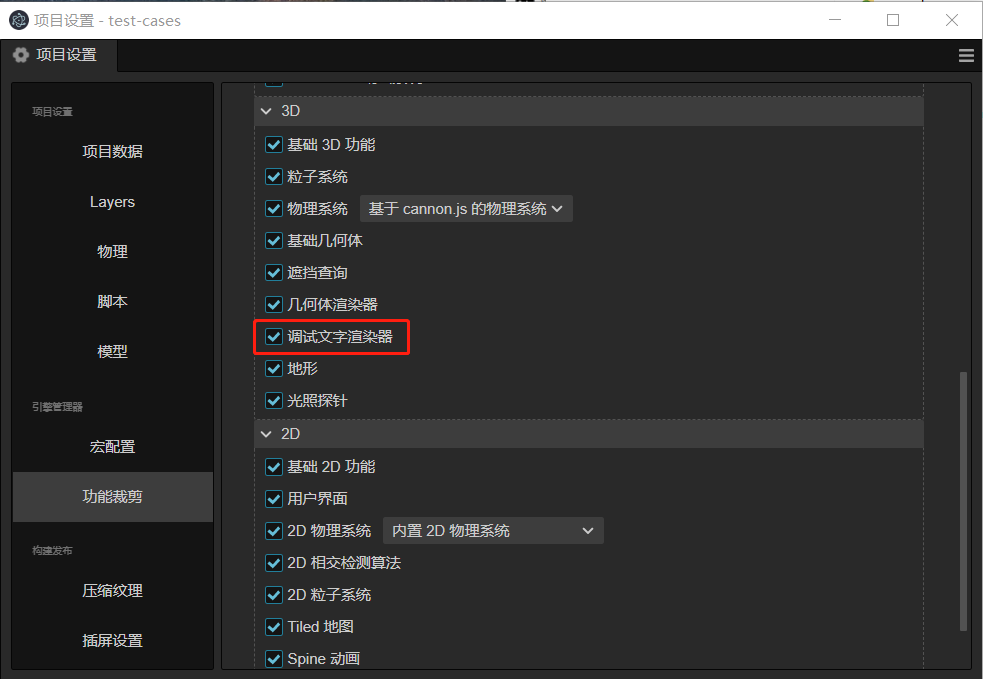 项目设置 - test-cases
项目设置
项目设置
项目数据
Layers
物理
脚本
模型
引擎管理器
宏配置
功能裁剪
构建发布
压缩纹理
插屏设置
3D
基础 3D 功能
粒子系统
物理系统 基于 cannon.js 的物理系统
基础几何体
遮挡查询
几何体渲染器
调试文字渲染器
地形
光照探针
2D
基础 2D 功能
用户界面
2D 物理系统 内置 2D 物理系统
2D 相交检测算法
2D 粒子系统
Tiled 地图
Spine 动画